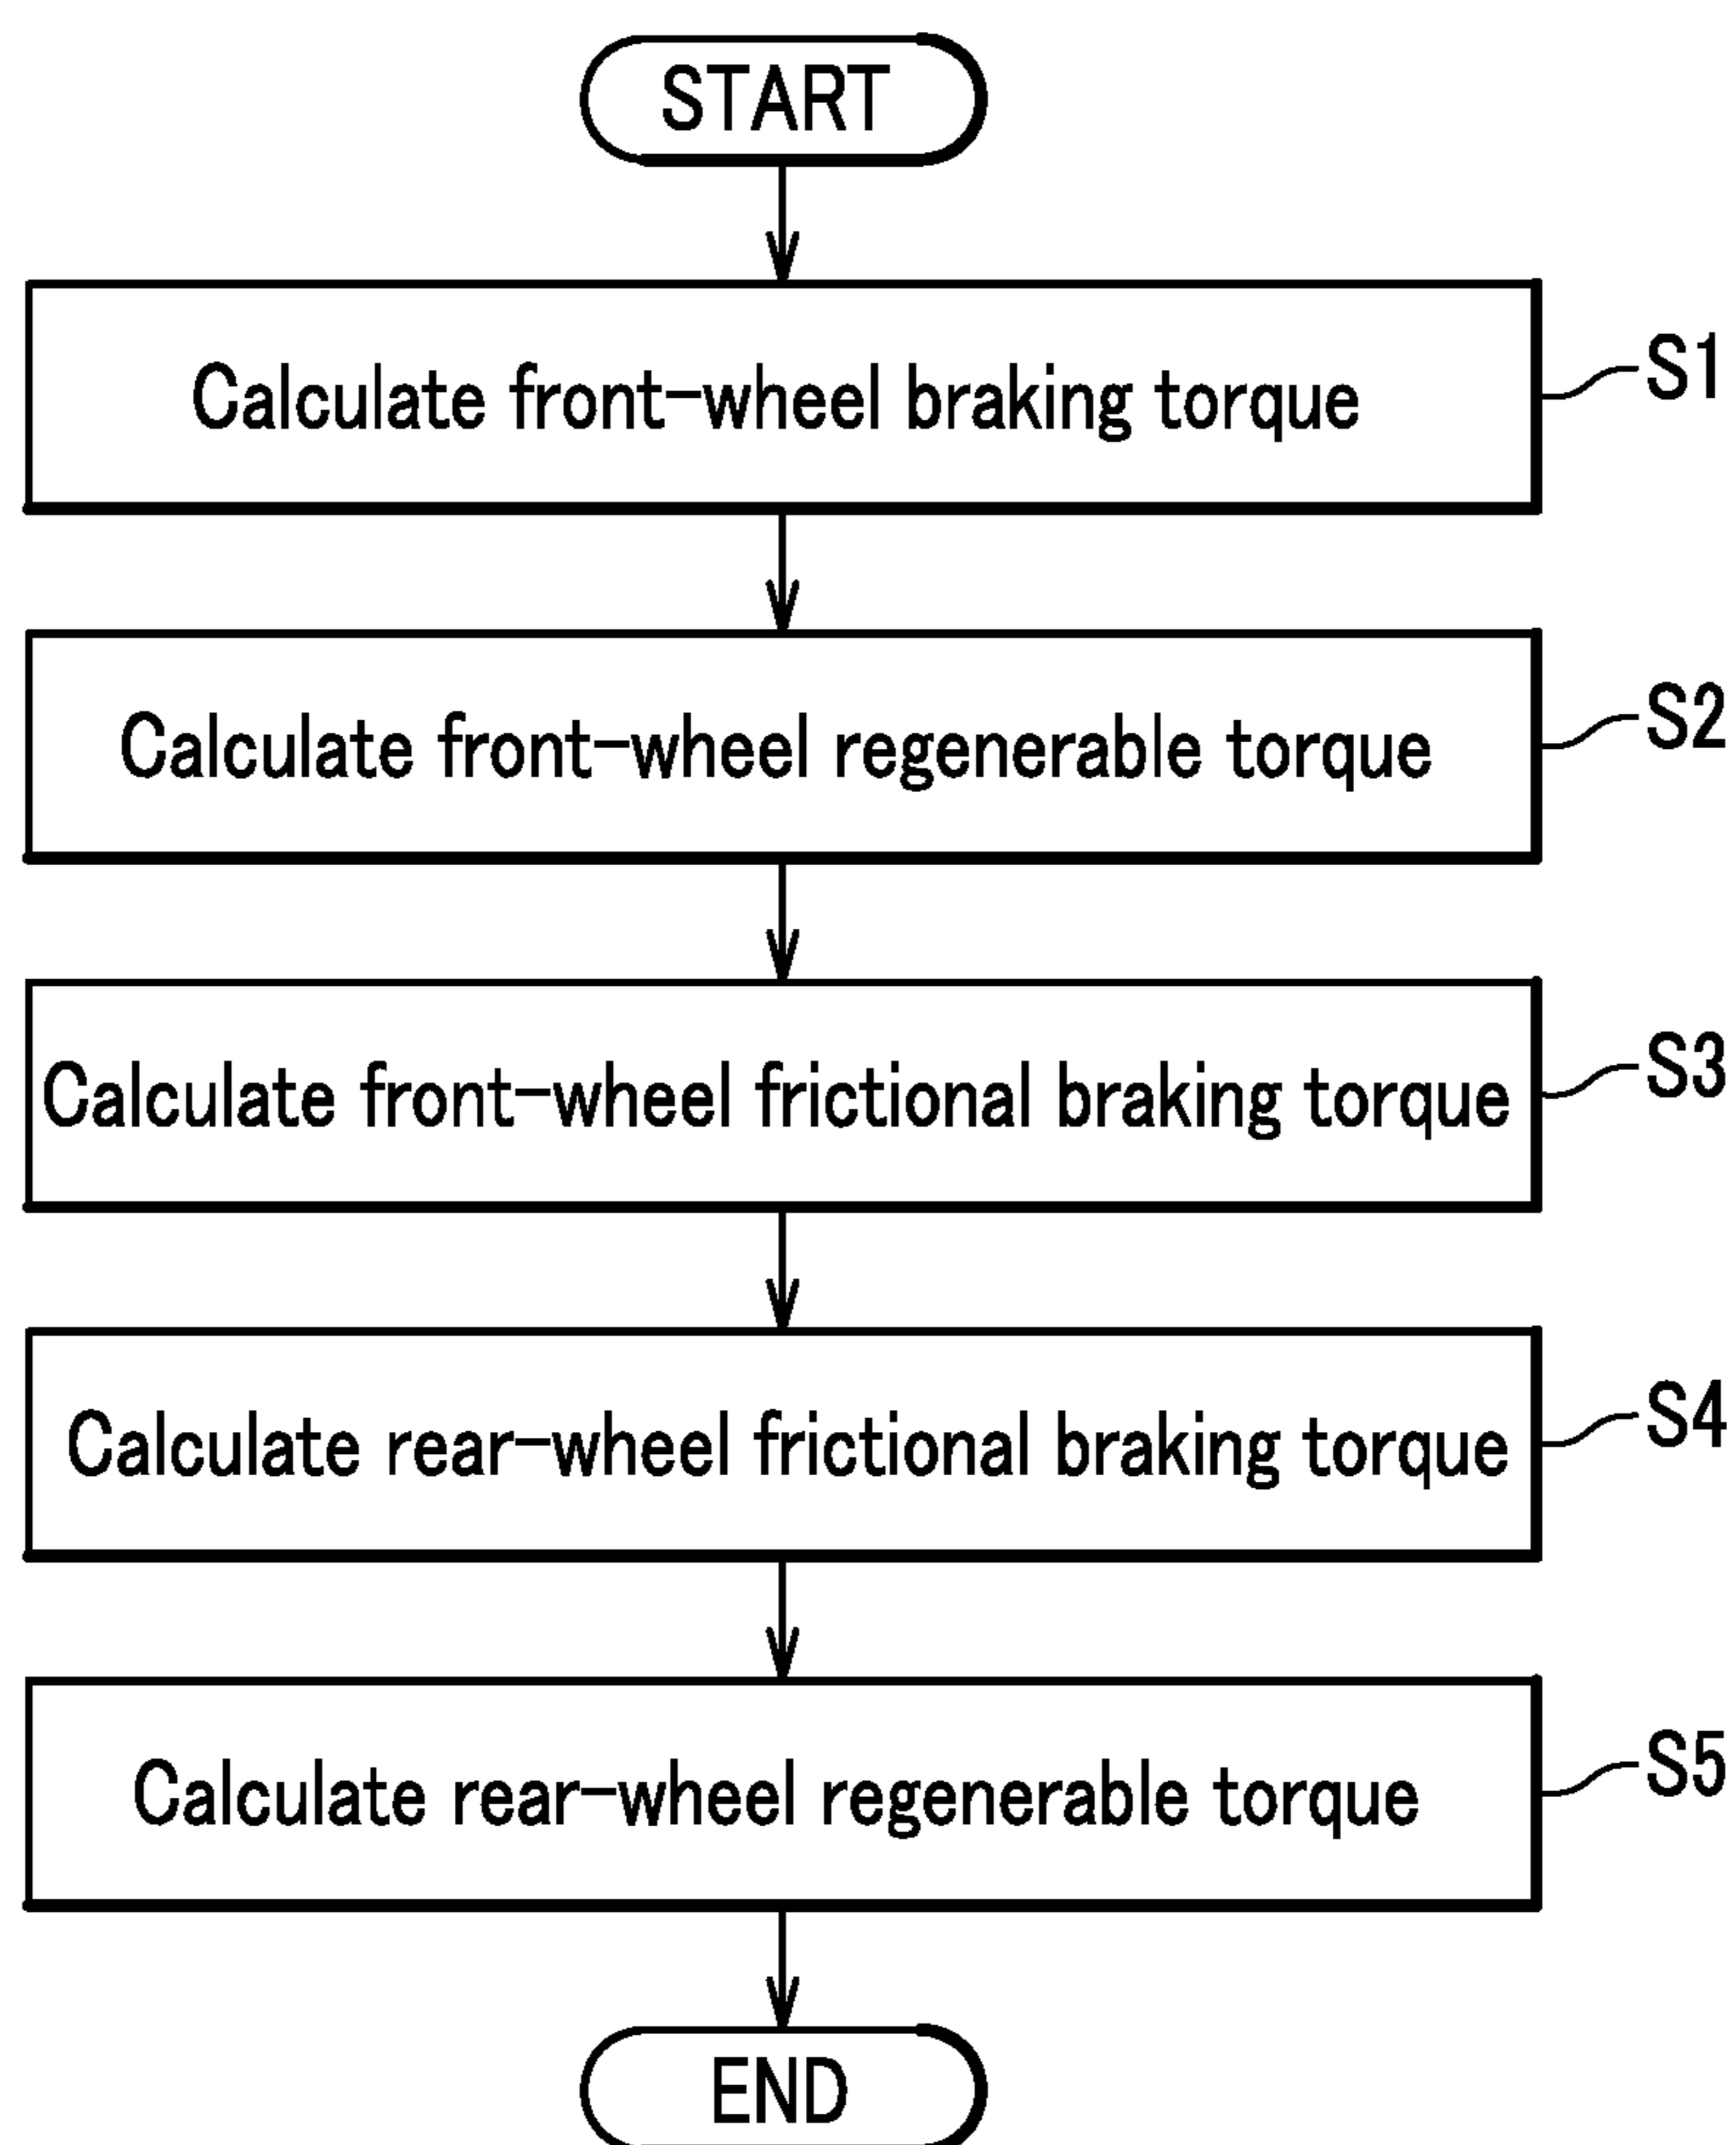 START
Calculate front-wheel braking torque
S1
Calculate front-wheel regenerable torque
S2
Calculate front-wheel frictional braking torque
S3
Calculate rear-wheel frictional braking torque
S4
Calculate rear-wheel regenerable torque
S5
END